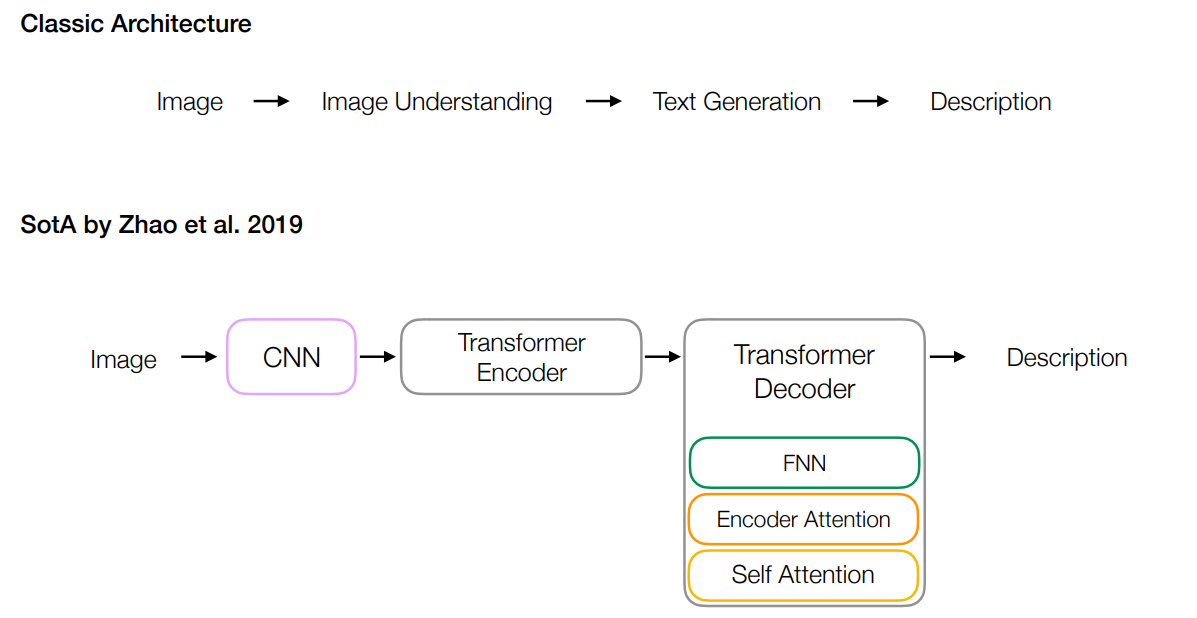 Classic Architecture
Image → Image Understanding → Text Generation → Description
SotA by Zhao et al. 2019
Image → CNN → Transformer Encoder → Transformer Decoder → Description
FNN
Encoder Attention
Self Attention